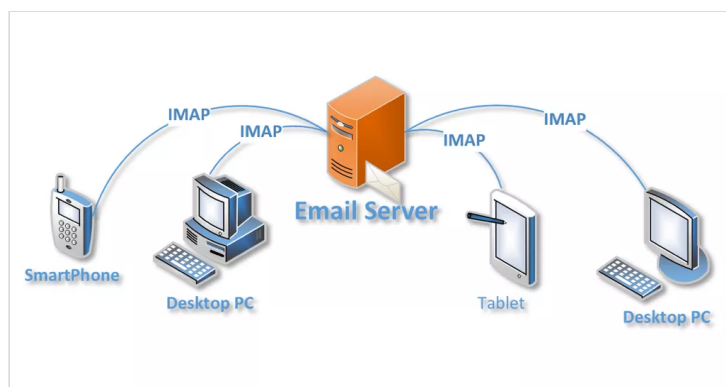 IMAP
IMAP
IMAP
IMAP
Email Server
SmartPhone
Desktop PC
Tablet
Desktop PC